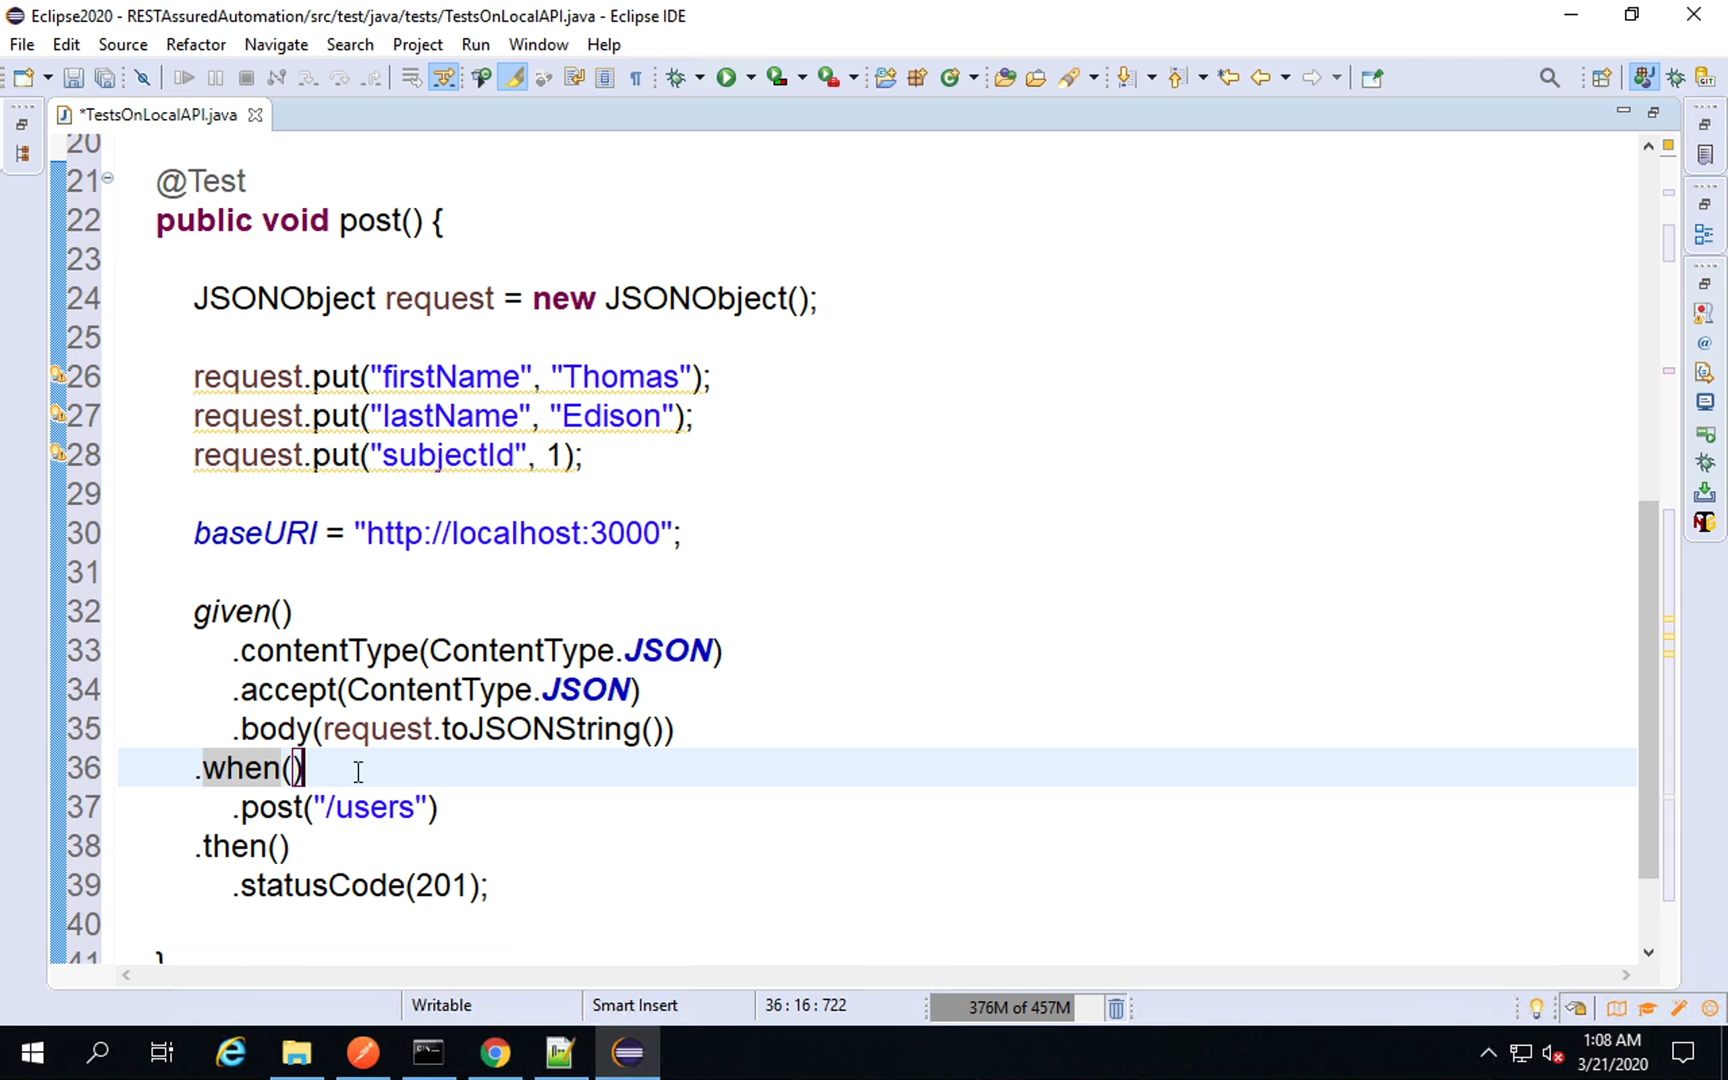 Eclipse2020 - RESTAssuredAutomation/src/test/java/tests/TestsOnLocalAPI.java - Eclipse IDE
File Edit Source Refactor Navigate Search Project Run Window Help
*TestsOnLocalAPI.java
20
21 @Test
22 public void post() {
23
24 JSONObject request = new JSONObject();
25
26 request.put("firstName", "Thomas");
27 request.put("lastName", "Edison");
28 request.put("subjectId", 1);
29
30 baseURI = "http://localhost:3000";
31
32 given()
33 .contentType(ContentType.JSON)
34 .accept(ContentType.JSON)
35 .body(request.toJSONString())
36 .when()
37 .post("/users")
38 .then()
39 .statusCode(201);
40
41 }
Writable Smart Insert 36 : 16 : 722 376M of 457M
1:08 AM
3/21/2020